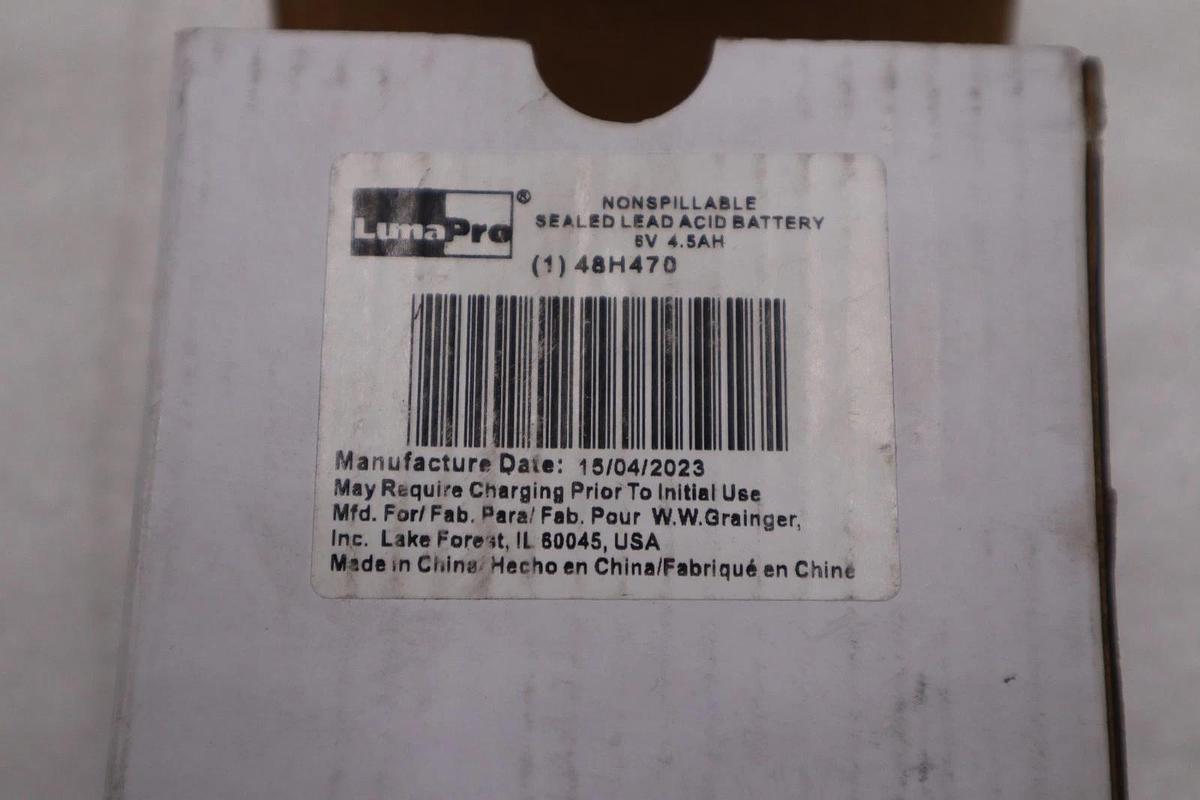 LumaPro®
NONSPILLABLE
SEALED LEAD ACID BATTERY
6V 4.5AH
(1) 48H470
Manufacture Date: 15/04/2023
May Require Charging Prior To Initial Use
Mfd. For/ Fab. Para/ Fab. Pour W.W.Grainger,
Inc. Lake Forest, IL 60045, USA
Made in China/ Hecho en China/Fabriqué en Chine